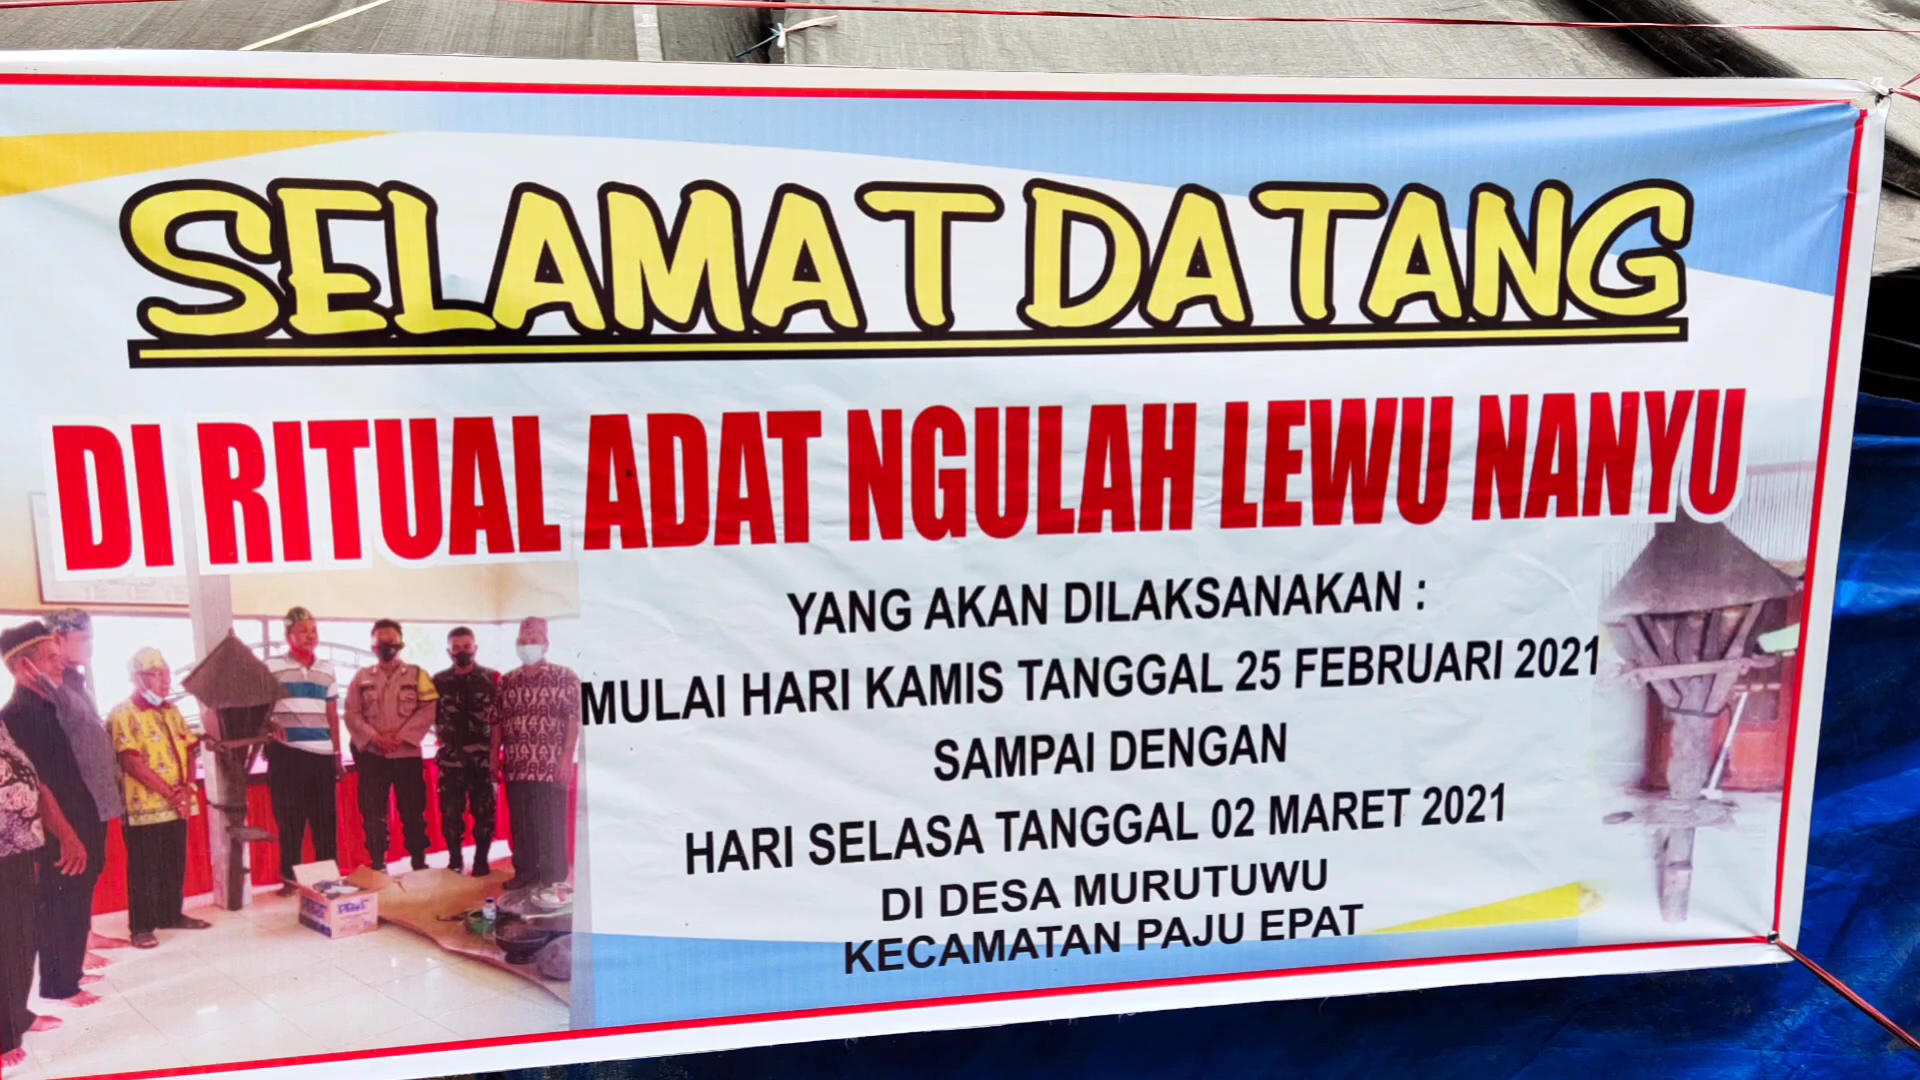 SELAMAT DATANG
DI RITUAL ADAT NGULAH LEWU NANYU
YANG AKAN DILAKSANAKAN :
MULAI HARI KAMIS TANGGAL 25 FEBRUARI 2021
SAMPAI DENGAN
HARI SELASA TANGGAL 02 MARET 2021
DI DESA MURUTUWU
KECAMATAN PAJU EPAT